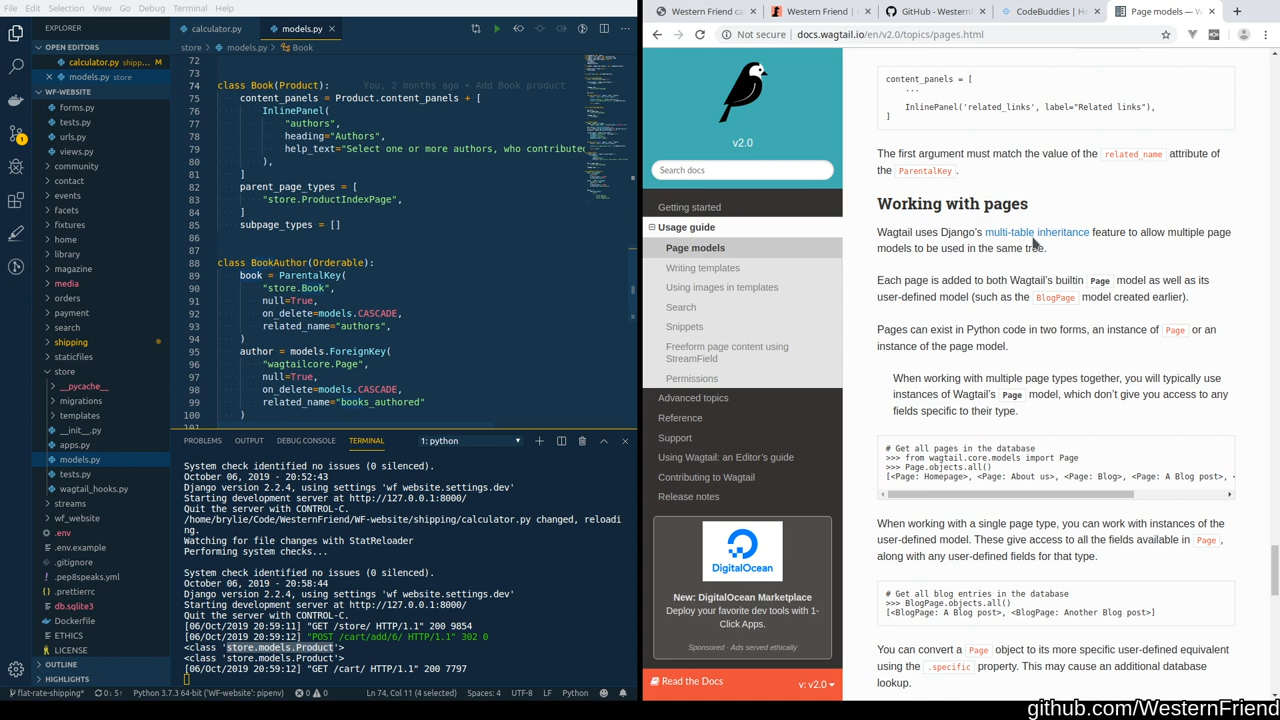 File Edit Selection View Go Debug Terminal Help
calculator.py models.py
store models.py Book
OPEN EDITORS
calculator.py shipp... M
models.py store
WF-WEBSITE
forms.py
tests.py
urls.py
views.py
community
contact
events
facets
fixtures
home
library
magazine
media
orders
payment
search
shipping
staticfiles
store
__pycache__
migrations
templates
__init__.py
apps.py
models.py
tests.py
wagtail_hooks.py
streams
wf_website
.env
.env.example
.gitignore
.pep8speaks.yml
.prettierrc
db.sqlite3
Dockerfile
ETHICS
LICENSE
OUTLINE
HIGHLIGHTS
72
73
74 class Book(Product): You, 2 months ago • Add Book product
75 content_panels = Product.content_panels + [
76 InlinePanel(
77 "authors",
78 heading="Authors",
79 help_text="Select one or more authors, who contributed
80 ),
81 ]
82 parent_page_types = [
83 "store.ProductIndexPage",
84 ]
85 subpage_types = []
86
87
88 class BookAuthor(Orderable):
89 book = ParentalKey(
90 "store.Book",
91 null=True,
92 on_delete=models.CASCADE,
93 related_name="authors",
94 )
95 author = models.ForeignKey(
96 "wagtailcore.Page",
97 null=True,
98 on_delete=models.CASCADE,
99 related_name="books_authored"
100 )
101
PROBLEMS OUTPUT DEBUG CONSOLE TERMINAL 1: python
System check identified no issues (0 silenced).
October 06, 2019 - 20:52:43
Django version 2.2.4, using settings 'wf_website.settings.dev'
Starting development server at http://127.0.0.1:8000/
Quit the server with CONTROL-C.
/home/brylie/Code/WesternFriend/WF-website/shipping/calculator.py changed, reloadi
ng.
Watching for file changes with StatReloader
Performing system checks...
System check identified no issues (0 silenced).
October 06, 2019 - 20:58:44
Django version 2.2.4, using settings 'wf_website.settings.dev'
Starting development server at http://127.0.0.1:8000/
Quit the server with CONTROL-C.
[06/Oct/2019 20:59:11] "GET /store/ HTTP/1.1" 200 9854
[06/Oct/2019 20:59:12] "POST /cart/add/6/ HTTP/1.1" 302 0
<class 'store.models.Product'>
<class 'store.models.Product'>
[06/Oct/2019 20:59:12] "GET /cart/ HTTP/1.1" 200 7797
flat-rate-shipping* 0↓ 5↑ Python 3.7.3 64-bit ('WF-website': pipenv) 0 0 Ln 74, Col 11 (4 selected) Spaces: 4 UTF-8 LF Python
Western Friend ca Western Friend | GitHub - Western CodeBuddies | H Page models — W
Not secure docs.wagtail.io/en/v2.0/topics/pages.html
v2.0
Search docs
Getting started
Usage guide
Page models
Writing templates
Using images in templates
Search
Snippets
Freeform page content using
StreamField
Permissions
Advanced topics
Reference
Support
Using Wagtail: an Editor's guide
Contributing to Wagtail
Release notes
DigitalOcean
New: DigitalOcean Marketplace
Deploy your favorite dev tools with 1-
Click Apps.
Sponsored · Ads served ethically
Read the Docs v: v2.0
content_panels = [
...
InlinePanel('related_links', label="Related links"),
]
The first argument must match the value of the related_name attribute of
the ParentalKey.
Working with pages
Wagtail uses Django's multi-table inheritance feature to allow multiple page
models to be used in the same tree.
Each page is added to both Wagtail's builtin Page model as well as its
user-defined model (such as the BlogPage model created earlier).
Pages can exist in Python code in two forms, an instance of Page or an
instance of the page model.
When working with multiple page types together, you will typically use
instances of Wagtail's Page model, which don't give you access to any
fields specific to their type.
# Get all pages in the database
>>> from wagtail.core.models import Page
>>> Page.objects.all()
[<Page: Homepage>, <Page: About us>, <Page: Blog>, <Page: A Blog post>,
When working with a single page type, you can work with instances of the
user-defined model. These give access to all the fields available in Page,
along with any user-defined fields for that type.
# Get all blog entries in the database
>>> BlogPage.objects.all()
[<BlogPage: A Blog post>, <BlogPage: Another Blog post>]
You can convert a Page object to its more specific user-defined equivalent
using the .specific property. This may cause an additional database
lookup.
github.com/WesternFriend